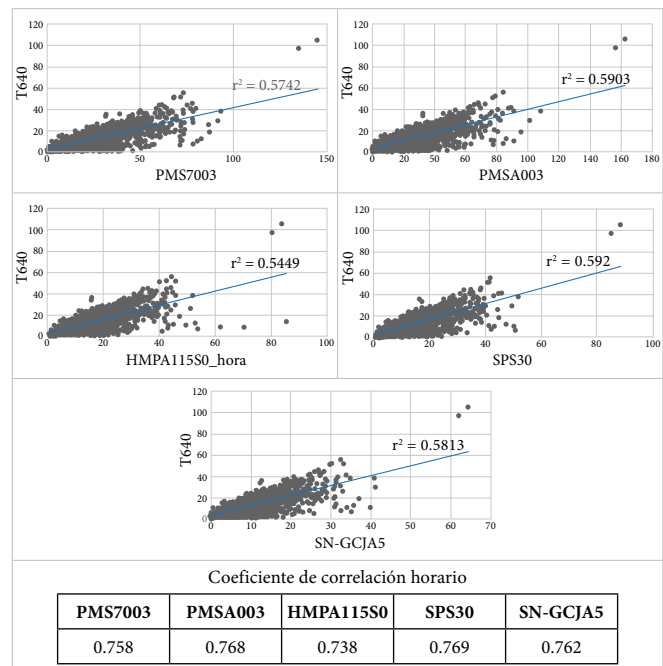 120
100
80
60
40
20
0
T640
r² = 0.5742
0
50
100
150
PMS7003
120
100
80
60
40
20
0
T640
r² = 0.5903
0 20 40 60 80 100 120 140 160 180
PMSA003
120
100
80
60
40
20
0
T640
r² = 0.5449
0 20 40 60 80 100
HMPA115S0_hora
120
100
80
60
40
20
0
T640
r² = 0.592
0 20 40 60 80 100
SPS30
120
100
80
60
40
20
0
T640
r² = 0.5813
0 10 20 30 40 50 60 70
SN-GCJA5
Coeficiente de correlación horario
PMS7003 PMSA003 HMPA115S0 SPS30 SN-GCJA5
0.758 0.768 0.738 0.769 0.762